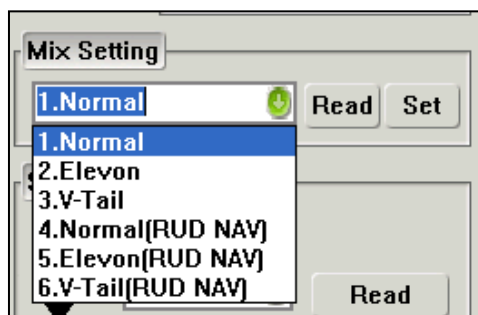 Mix Setting
1.Normal Read Set
1.Normal
2.Elevon
3.V-Tail
4.Normal(RUD NAV)
5.Elevon(RUD NAV)
6.V-Tail(RUD NAV)
Read